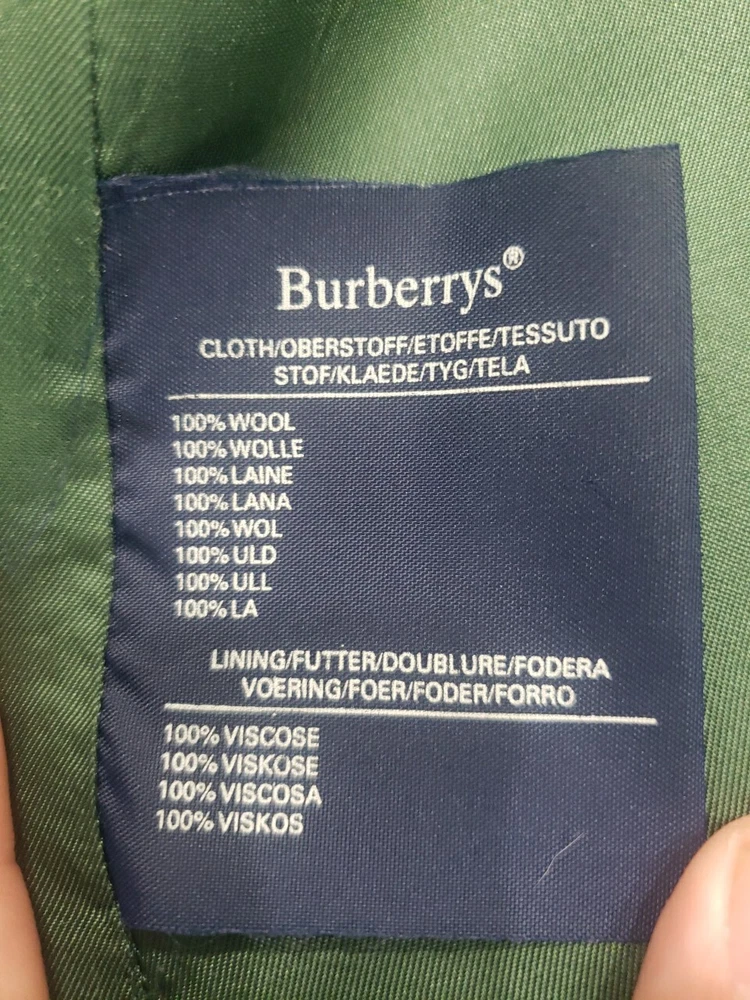 Burberrys®
CLOTH/OBERSTOFF/ETOFFE/TESSUTO
STOF/KLAEDE/TYG/TELA
100% WOOL
100% WOLLE
100% LAINE
100% LANA
100% WOL
100% ULD
100% ULL
100% LA
LINING/FUTTER/DOUBLURE/FODERA
VOERING/FOER/FODER/FORRO
100% VISCOSE
100% VISKOSE
100% VISCOSA
100% VISKOS